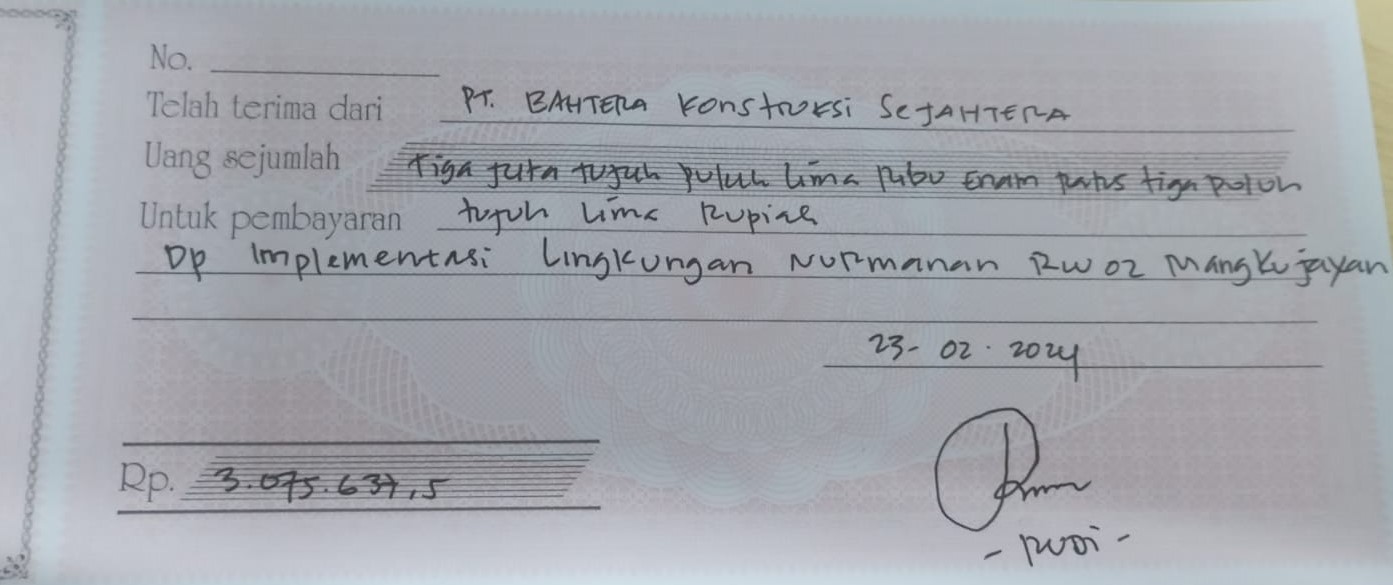 No.
Telah terima dari PT. BAHTERA Konstruksi SEJAHTERA
Uang sejumlah tiga juta tujuh puluh lima ribu Enam ratus tiga puluh
Untuk pembayaran tujuh lima Rupiah
Dp Implementasi Lingkungan Nurmanan RW 02 Mangkujayan
23-02.2024
Rp. 3.075.637,5